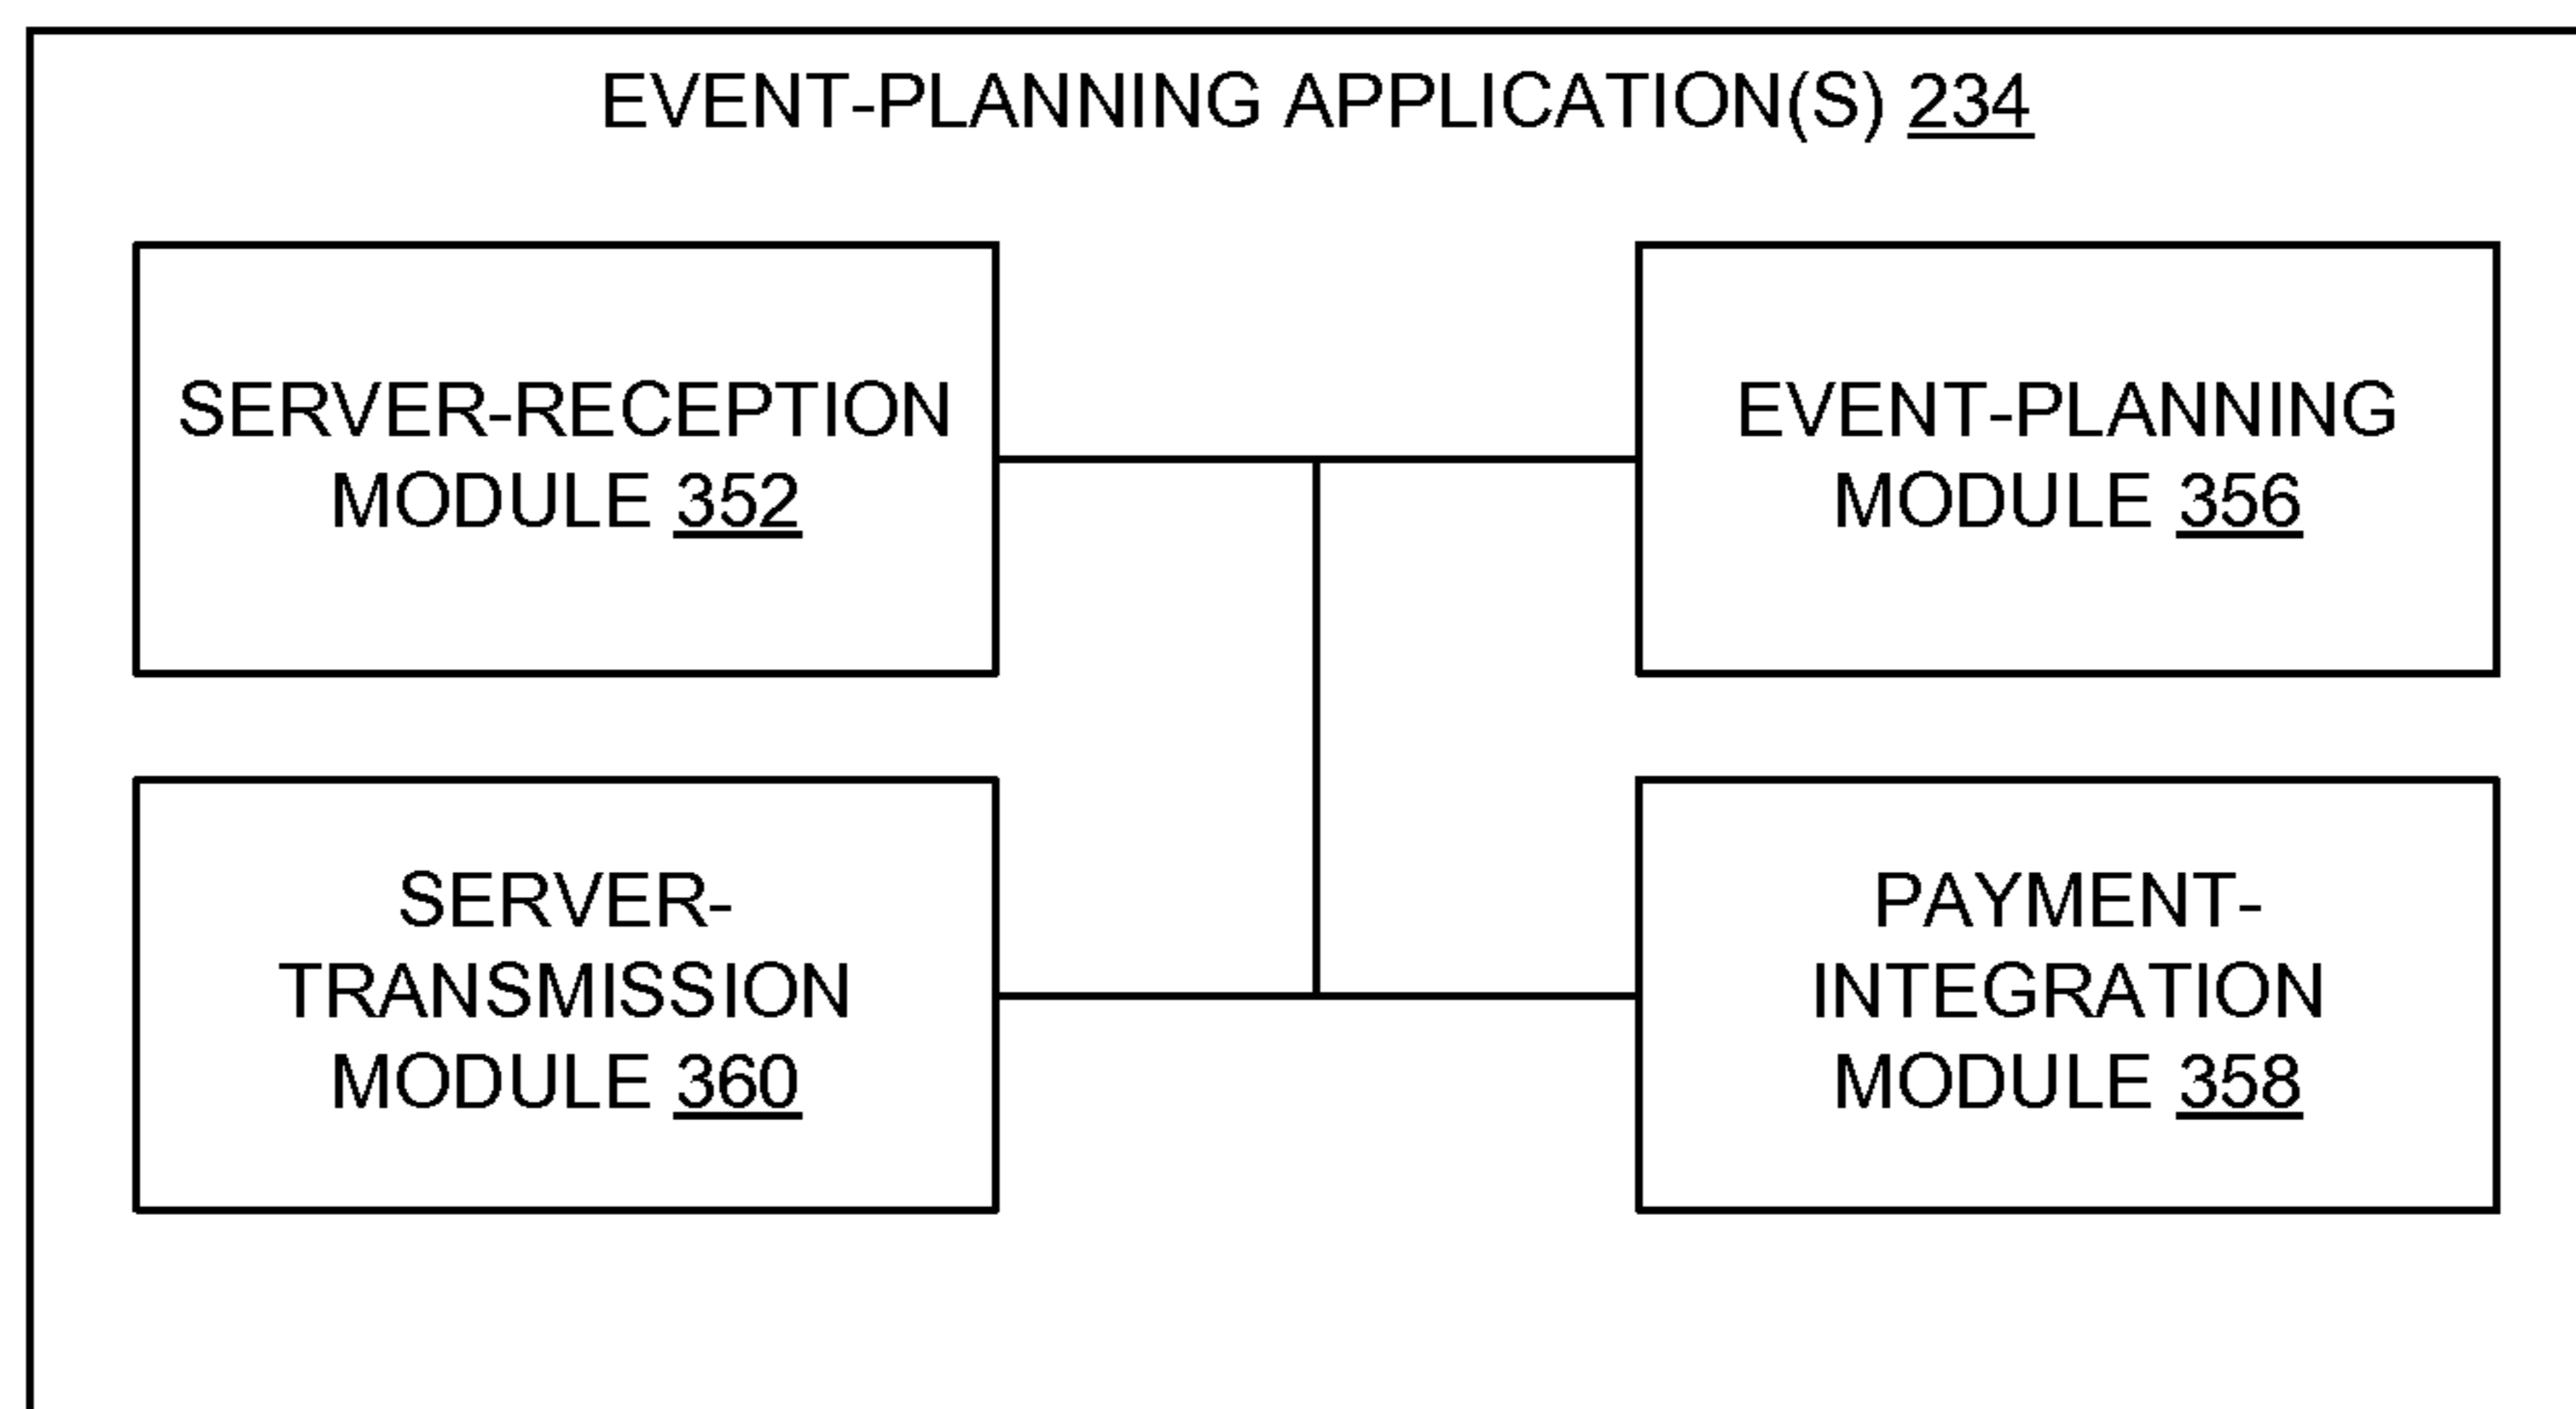 EVENT-PLANNING APPLICATION(S) 234
SERVER-RECEPTION
MODULE 352
EVENT-PLANNING
MODULE 356
SERVER-
TRANSMISSION
MODULE 360
PAYMENT-
INTEGRATION
MODULE 358